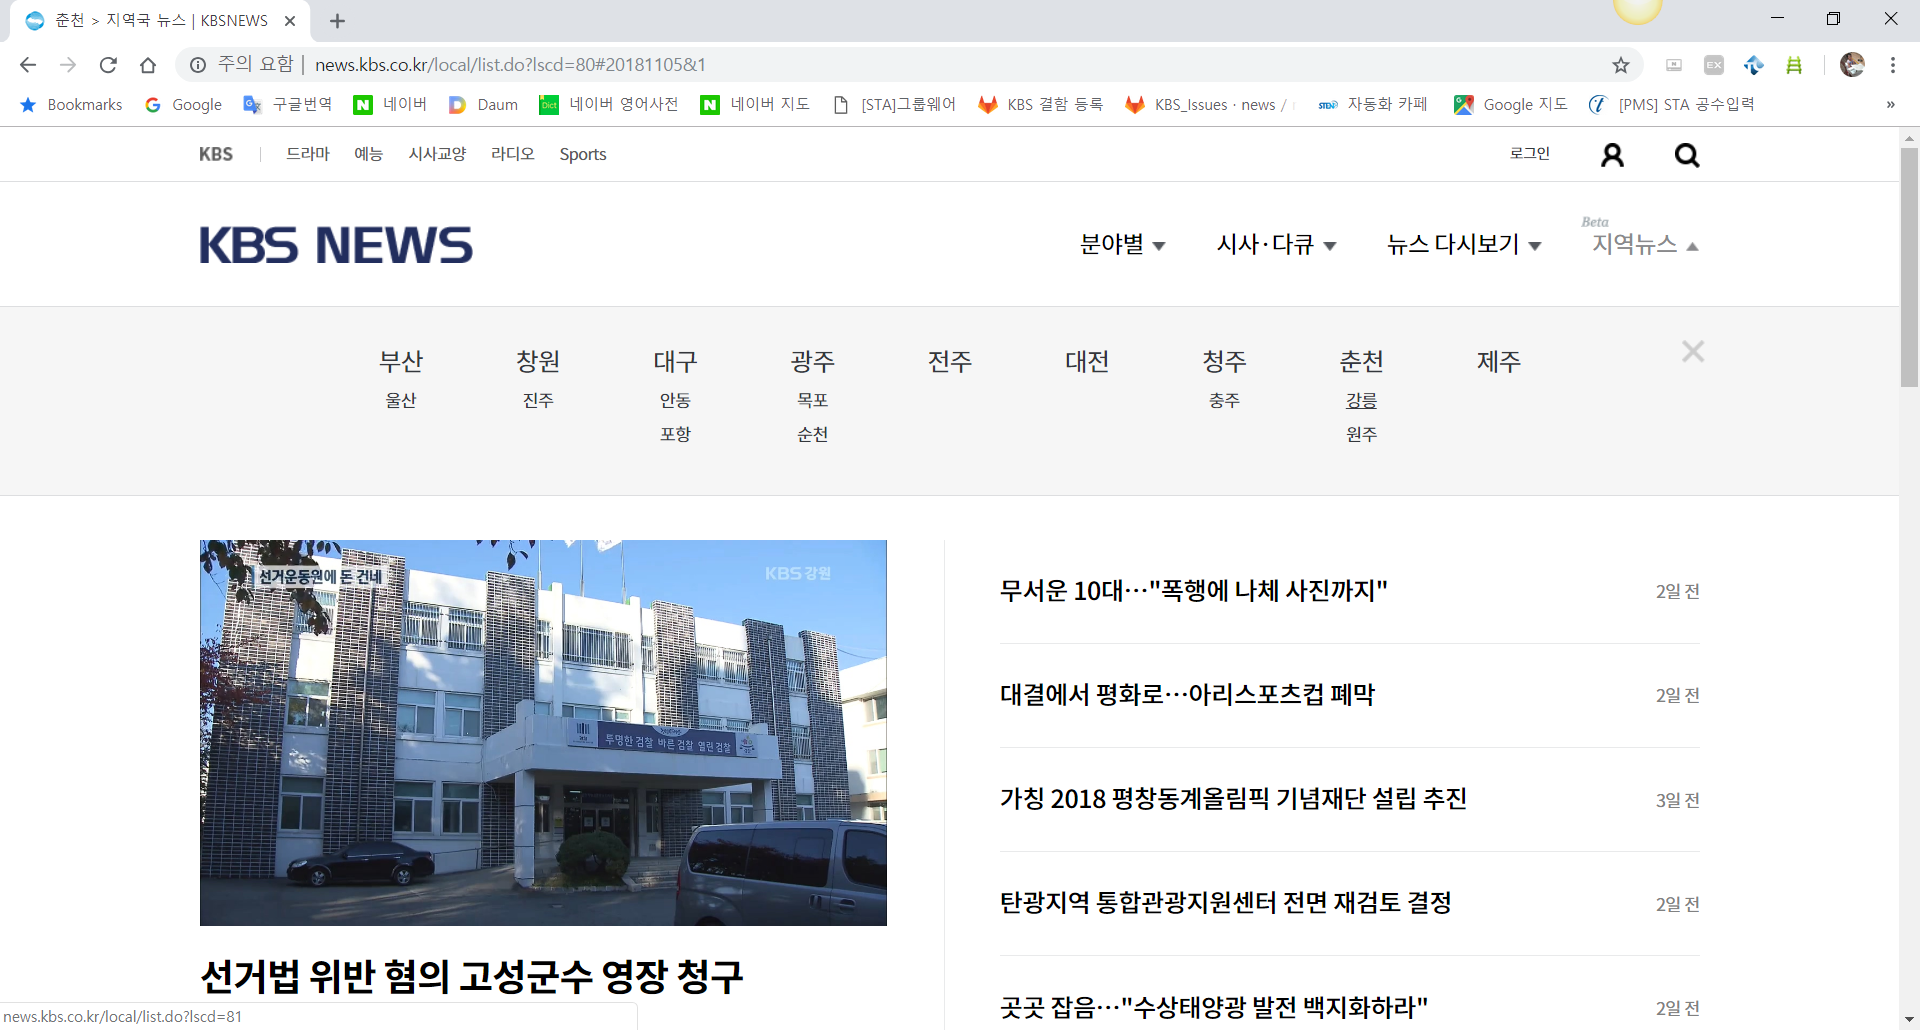 춘천 > 지역국 뉴스 | KBSNEWS
주의 요함 | news.kbs.co.kr/local/list.do?lscd=80#20181105&1
Bookmarks Google 구글번역 네이버 Daum 네이버 영어사전 네이버 지도 [STA]그룹웨어 KBS 결함 등록 KBS_Issues · news / 자동화 카페 Google 지도 [PMS] STA 공수입력 »
KBS 드라마 예능 시사교양 라디오 Sports 로그인
Beta
KBS NEWS 분야별 시사·다큐 뉴스 다시보기 지역뉴스
부산 창원 대구 광주 전주 대전 청주 춘천 제주
울산 진주 안동 목포 충주 강릉
포항 순천 원주
선거운동원에 돈 건네 KBS 강원
투명한 검찰 바른 검찰 열린 검찰
선거법 위반 혐의 고성군수 영장 청구
무서운 10대…"폭행에 나체 사진까지" 2일 전
대결에서 평화로…아리스포츠컵 폐막 2일 전
가칭 2018 평창동계올림픽 기념재단 설립 추진 3일 전
탄광지역 통합관광지원센터 전면 재검토 결정 2일 전
곳곳 잡음…"수상태양광 발전 백지화하라" 2일 전
news.kbs.co.kr/local/list.do?lscd=81